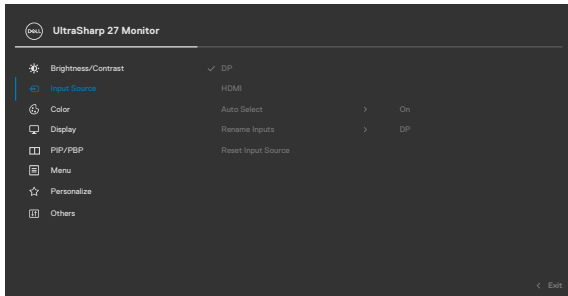 DELL UltraSharp 27 Monitor
Brightness/Contrast
Input Source
Color
Display
PIP/PBP
Menu
Personalize
Others
DP
HDMI
Auto Select > On
Rename Inputs > DP
Reset Input Source
< Exit